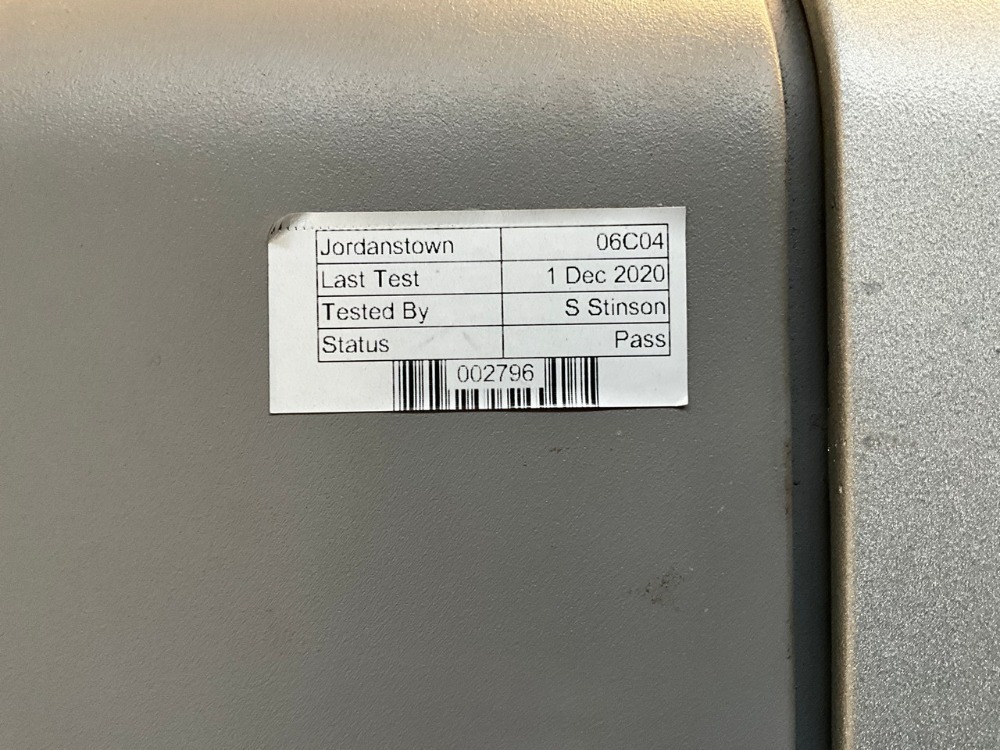 Jordanstown 06C04
Last Test 1 Dec 2020
Tested By S Stinson
Status Pass
002796